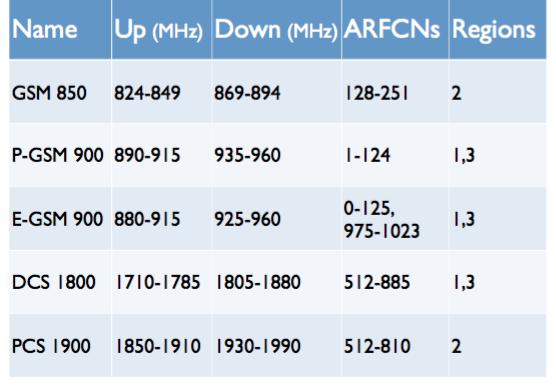 Name Up (MHz) Down (MHz) ARFCNs Regions
GSM 850 824-849 869-894 128-251 2
P-GSM 900 890-915 935-960 1-124 1,3
E-GSM 900 880-915 925-960 0-125, 975-1023 1,3
DCS 1800 1710-1785 1805-1880 512-885 1,3
PCS 1900 1850-1910 1930-1990 512-810 2